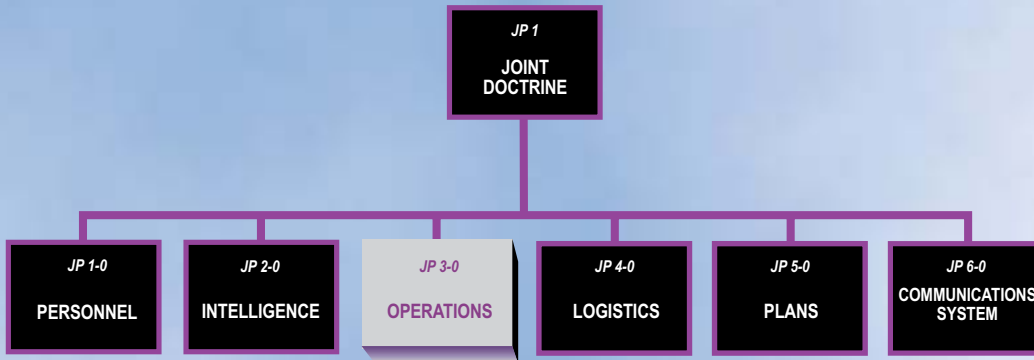 JP 1
JOINT
DOCTRINE
JP 1-0
PERSONNEL
JP 2-0
INTELLIGENCE
JP 3-0
OPERATIONS
JP 4-0
LOGISTICS
JP 5-0
PLANS
JP 6-0
COMMUNICATIONS
SYSTEM